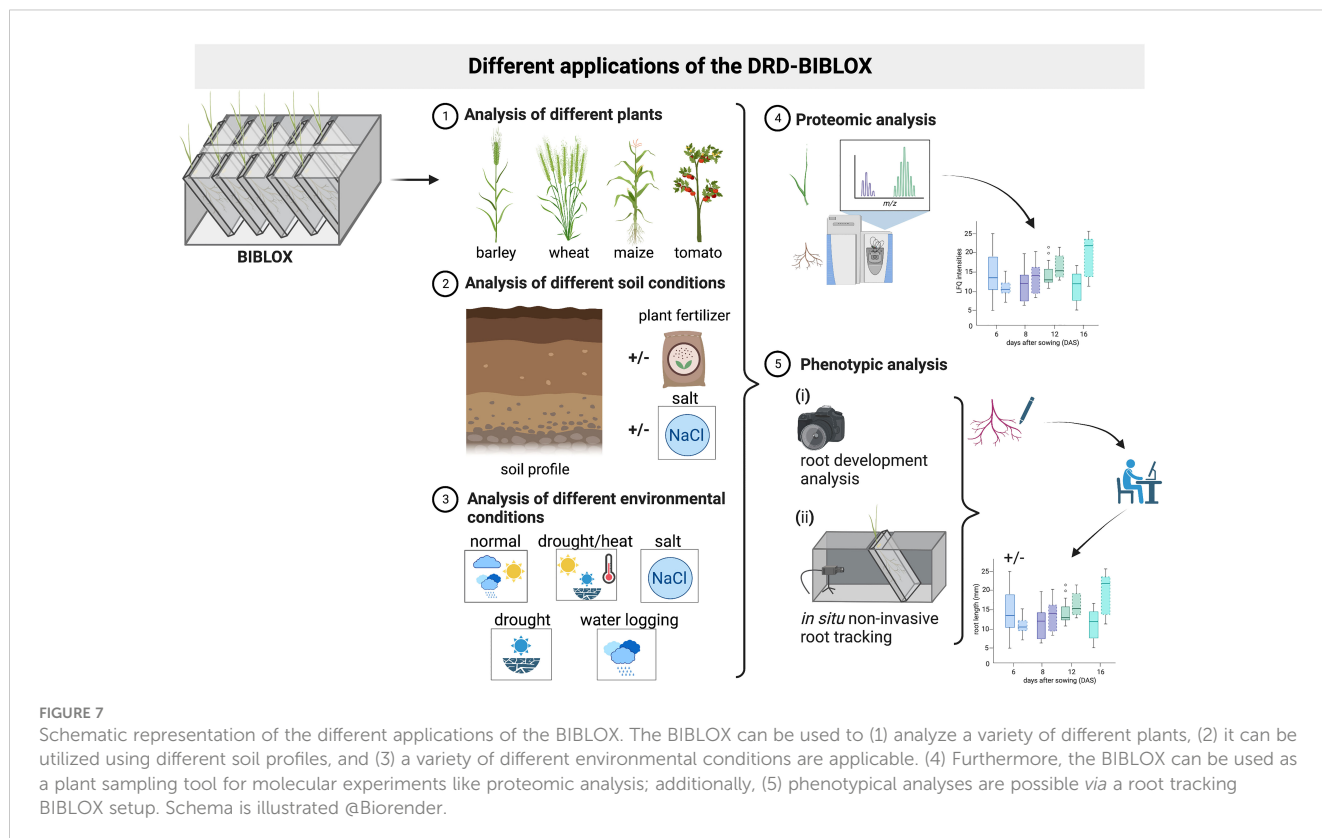 Different applications of the DRD-BIBLOX
BIBLOX
1 Analysis of different plants
barley wheat maize tomato
2 Analysis of different soil conditions
plant fertilizer
+/-
salt
+/- NaCl
soil profile
3 Analysis of different environmental
conditions
normal drought/heat salt
NaCl
drought water logging
4 Proteomic analysis
m/z
LFQ intensities
25
20
15
10
5
0
6 8 12 16
days after sowing (DAS)
5 Phenotypic analysis
(i)
root development
analysis
(ii)
in situ non-invasive
root tracking
+/-
root length (mm)
25
20
15
10
5
0
6 8 12 16
days after sowing (DAS)
FIGURE 7
Schematic representation of the different applications of the BIBLOX. The BIBLOX can be used to (1) analyze a variety of different plants, (2) it can be
utilized using different soil profiles, and (3) a variety of different environmental conditions are applicable. (4) Furthermore, the BIBLOX can be used as
a plant sampling tool for molecular experiments like proteomic analysis; additionally, (5) phenotypical analyses are possible via a root tracking
BIBLOX setup. Schema is illustrated @Biorender.